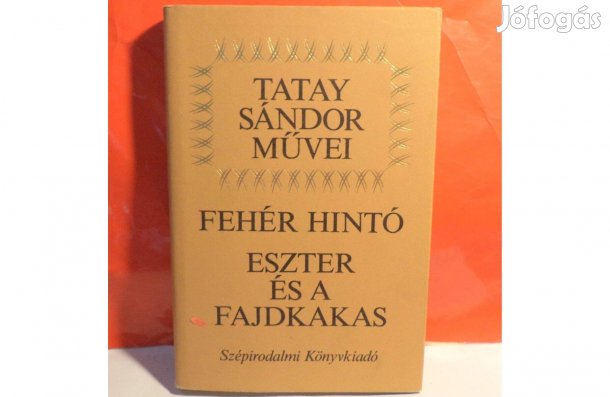 Jófogás
TATAY
SÁNDOR
MŰVEI
FEHÉR HINTÓ
ESZTER
ÉS A
FAJDKAKAS
Szépirodalmi Könyvkiadó